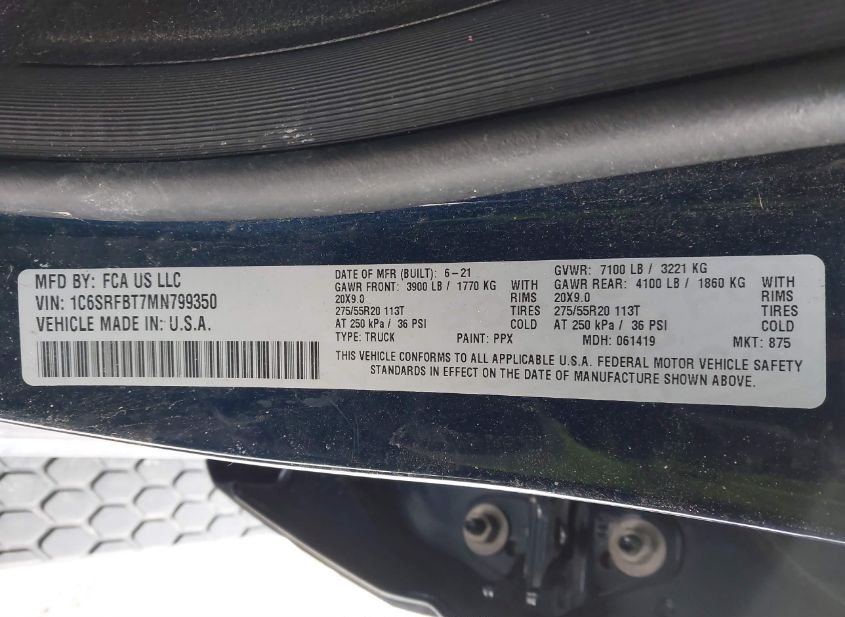 MFD BY: FCA US LLC
VIN: 1C6SRFBT7MN799350
VEHICLE MADE IN: U.S.A.
DATE OF MFR (BUILT): 6-21
GAWR FRONT: 3900 LB / 1770 KG WITH
20X9.0 RIMS
275/55R20 113T TIRES
AT 250 kPa / 36 PSI COLD
TYPE: TRUCK PAINT: PPX
GVWR: 7100 LB / 3221 KG
GAWR REAR: 4100 LB / 1860 KG WITH
20X9.0 RIMS
275/55R20 113T TIRES
AT 250 kPa / 36 PSI COLD
MDH: 061419 MKT: 875
THIS VEHICLE CONFORMS TO ALL APPLICABLE U.S.A. FEDERAL MOTOR VEHICLE SAFETY
STANDARDS IN EFFECT ON THE DATE OF MANUFACTURE SHOWN ABOVE.